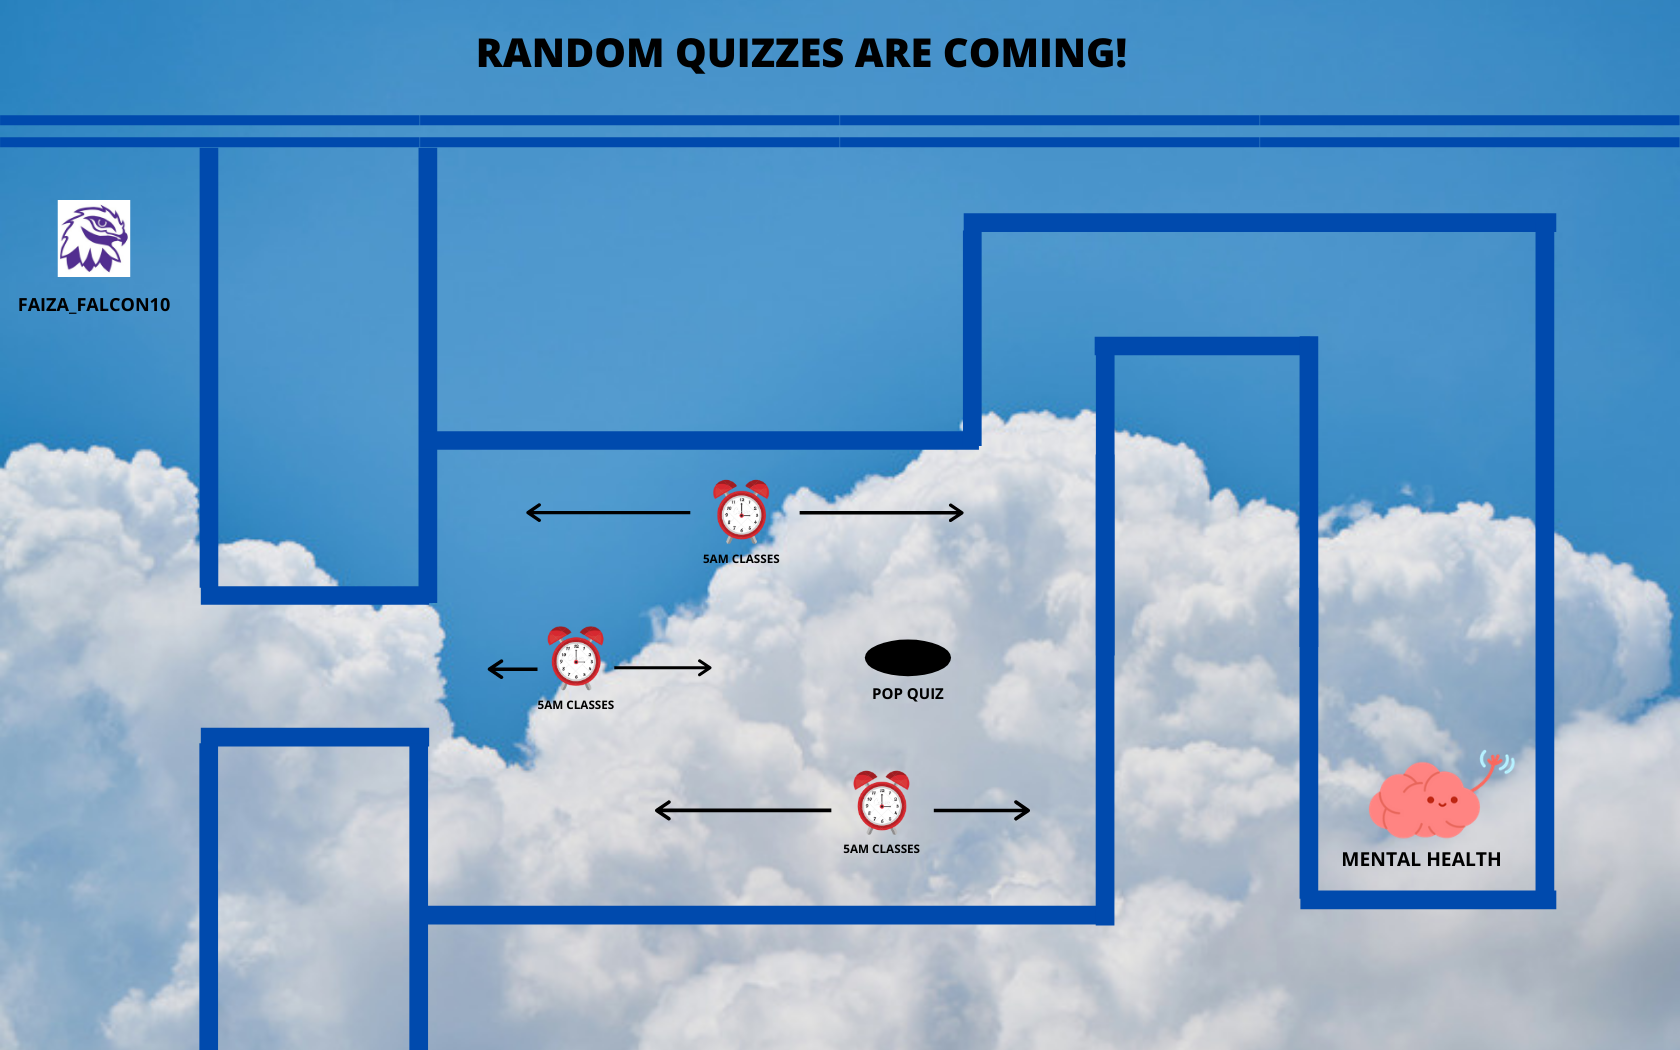 RANDOM QUIZZES ARE COMING!
FAIZA_FALCON10
5AM CLASSES
5AM CLASSES
POP QUIZ
5AM CLASSES
MENTAL HEALTH